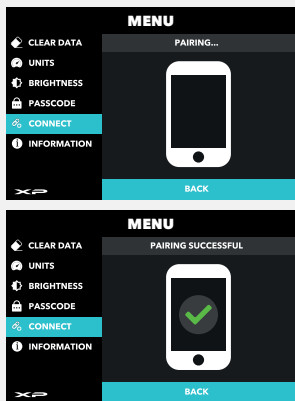 MENU
CLEAR DATA
PAIRING...
UNITS
BRIGHTNESS
PASSCODE
CONNECT
INFORMATION
XP
BACK
MENU
CLEAR DATA
PAIRING SUCCESSFUL
UNITS
BRIGHTNESS
PASSCODE
CONNECT
INFORMATION
XP
BACK